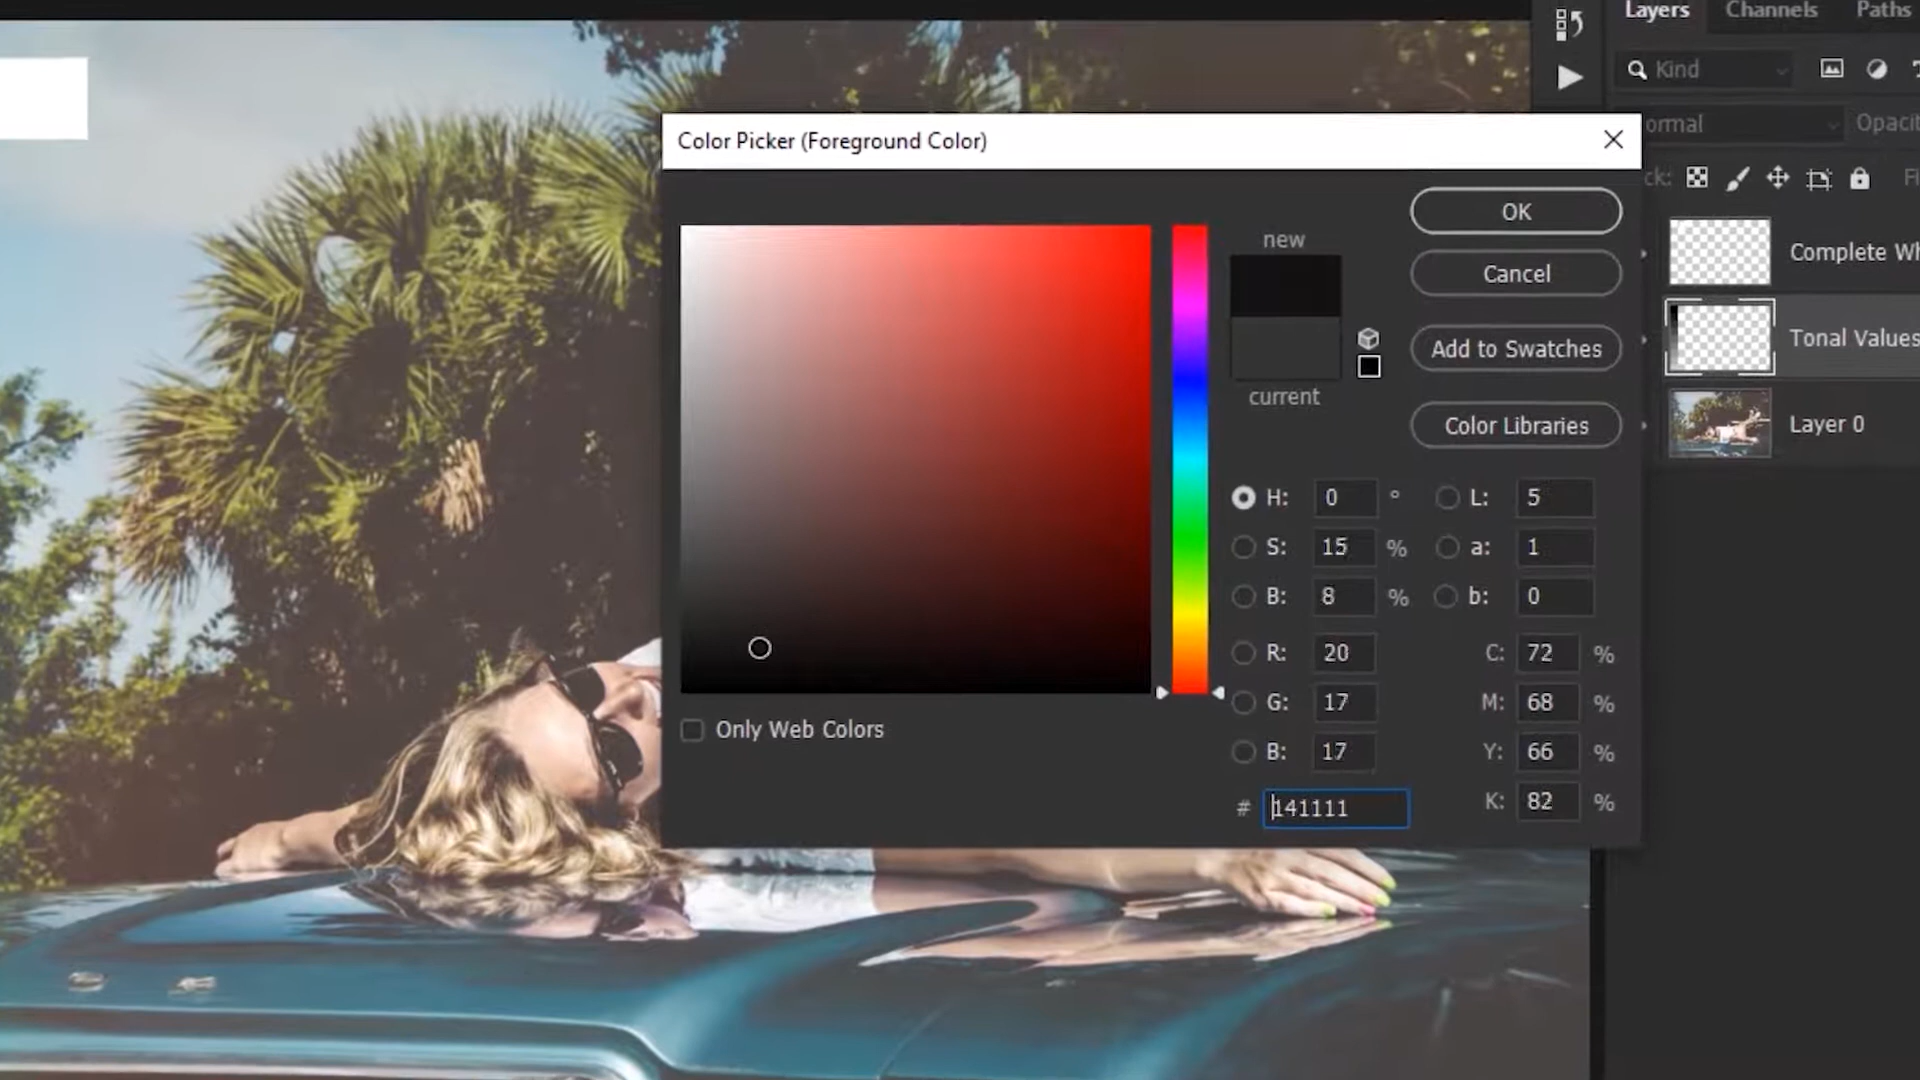 Layers Channels Paths
Kind
ormal Opacit
Color Picker (Foreground Color)
ck: Fi
OK
new
Cancel
Complete Wh
Tonal Values
Add to Swatches
current
Color Libraries
Layer 0
H: 0 ° L: 5
S: 15 % a: 1
B: 8 % b: 0
R: 20 C: 72 %
G: 17 M: 68 %
Only Web Colors
B: 17 Y: 66 %
# 141111 K: 82 %